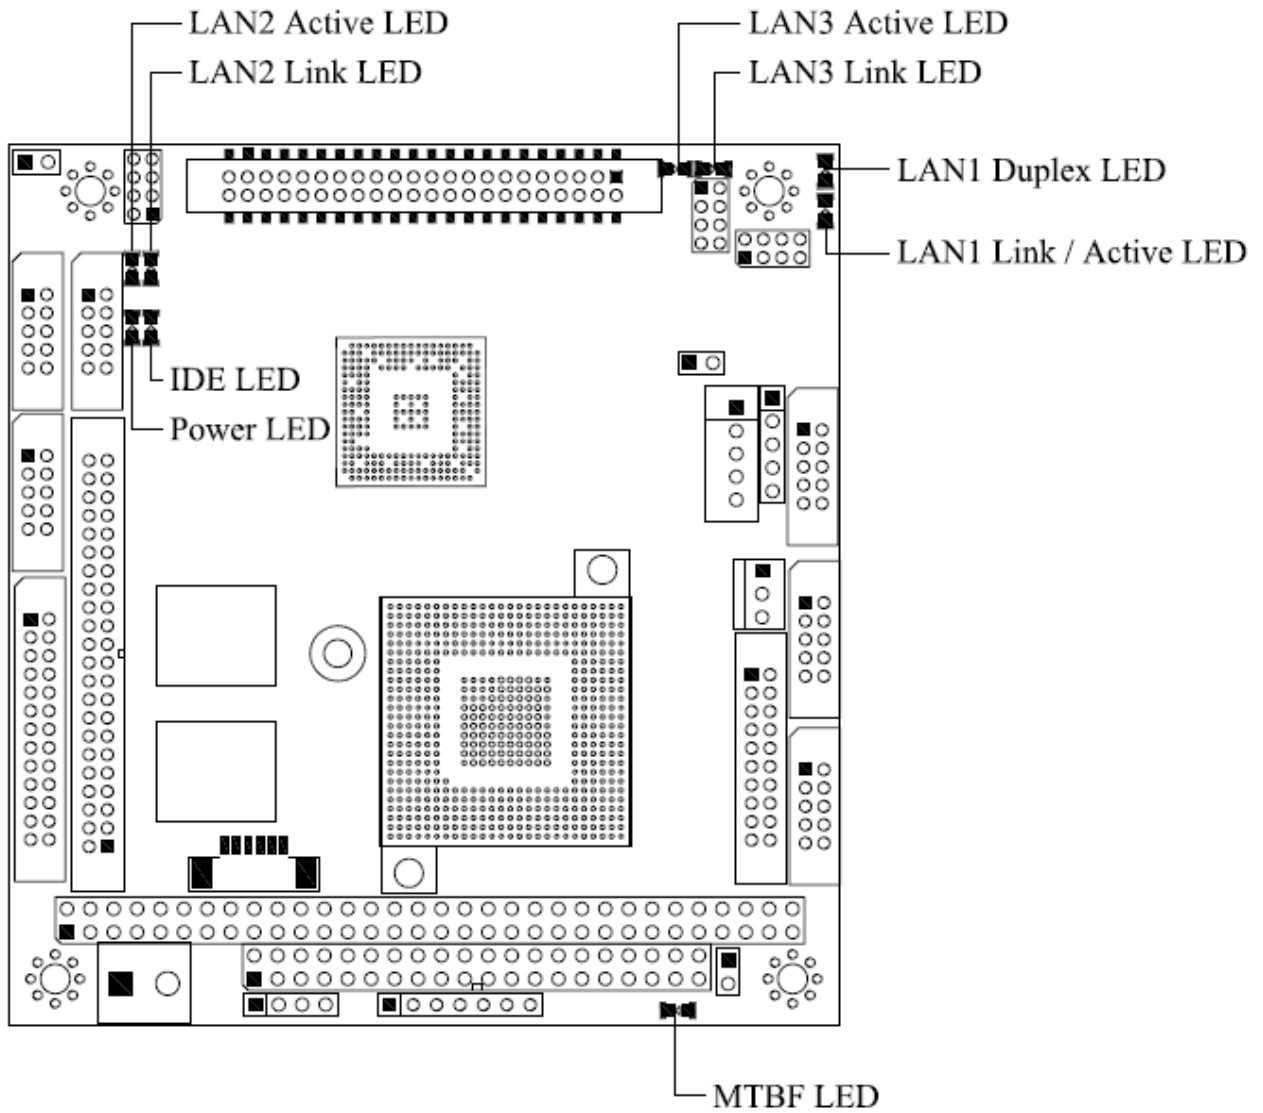 LAN2 Active LED
LAN3 Active LED
LAN2 Link LED
LAN3 Link LED
LAN1 Duplex LED
LAN1 Link / Active LED
IDE LED
Power LED
MTBF LED